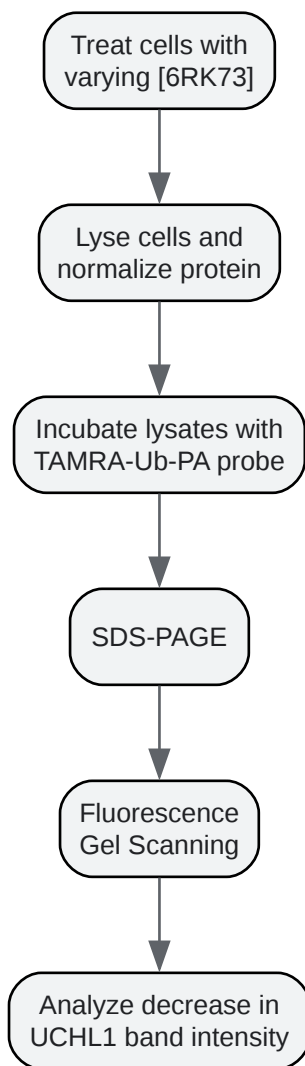 Treat cells with
varying [6RK73]
Lyse cells and
normalize protein
Incubate lysates with
TAMRA-Ub-PA probe
SDS-PAGE
Fluorescence
Gel Scanning
Analyze decrease in
UCHL1 band intensity